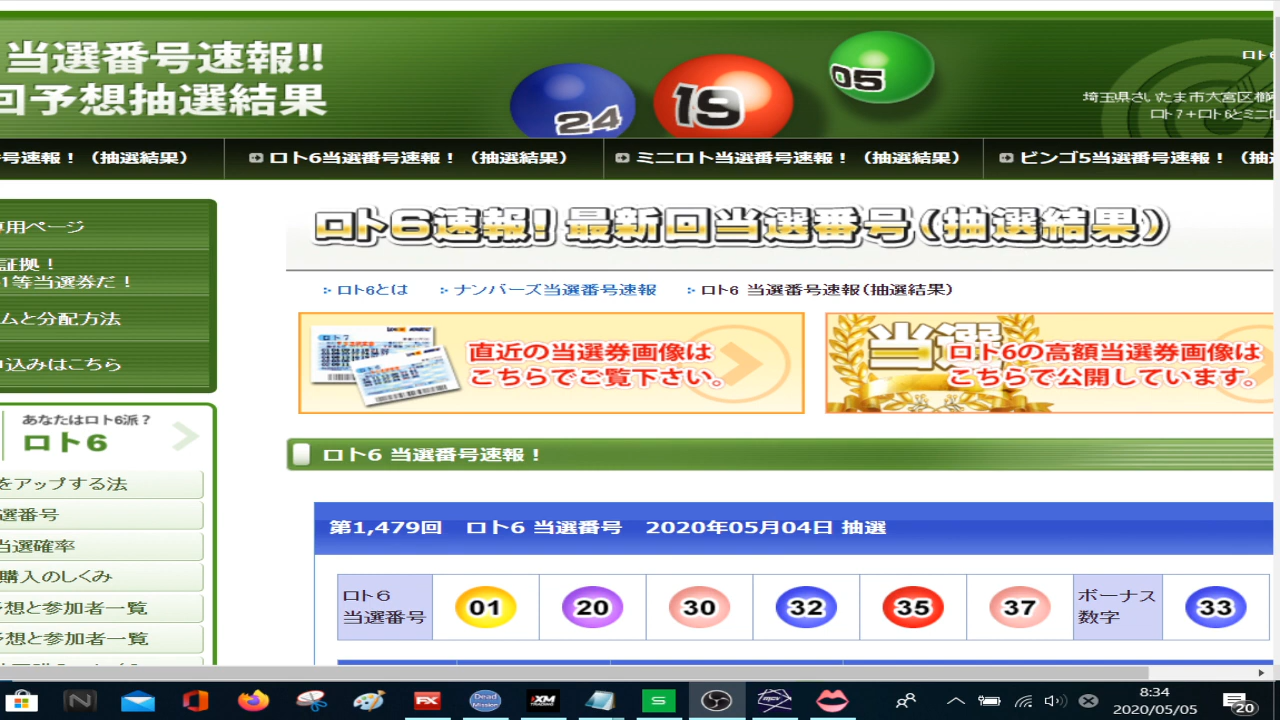 当選番号速報!!
回予想抽選結果
24
19
05
ロト6
埼玉県さいたま市大宮区櫛
ロト7+ロト6とミニロ
号速報！（抽選結果）
ロト6当選番号速報！（抽選結果）
ミニロト当選番号速報！（抽選結果）
ビンゴ5当選番号速報！（抽選
専用ページ
証拠！
1等当選券だ！
ムと分配方法
申込みはこちら
あなたはロト6派？
ロト6
をアップする法
選番号
当選確率
購入のしくみ
予想と参加者一覧
予想と参加者一覧
ロト6速報!最新回当選番号(抽選結果)
ロト6とは
ナンバーズ当選番号速報
ロト6 当選番号速報(抽選結果)
直近の当選券画像は
こちらでご覧下さい。
当選
ロト6の高額当選券画像は
こちらで公開しています。
ロト6 当選番号速報！
第1,479回　ロト6 当選番号　2020年05月04日 抽選
ロト6
当選番号
01
20
30
32
35
37
ボーナス
数字
33
FX
Dead
Mission
XM
TRADING
S
8:34
2020/05/05
20